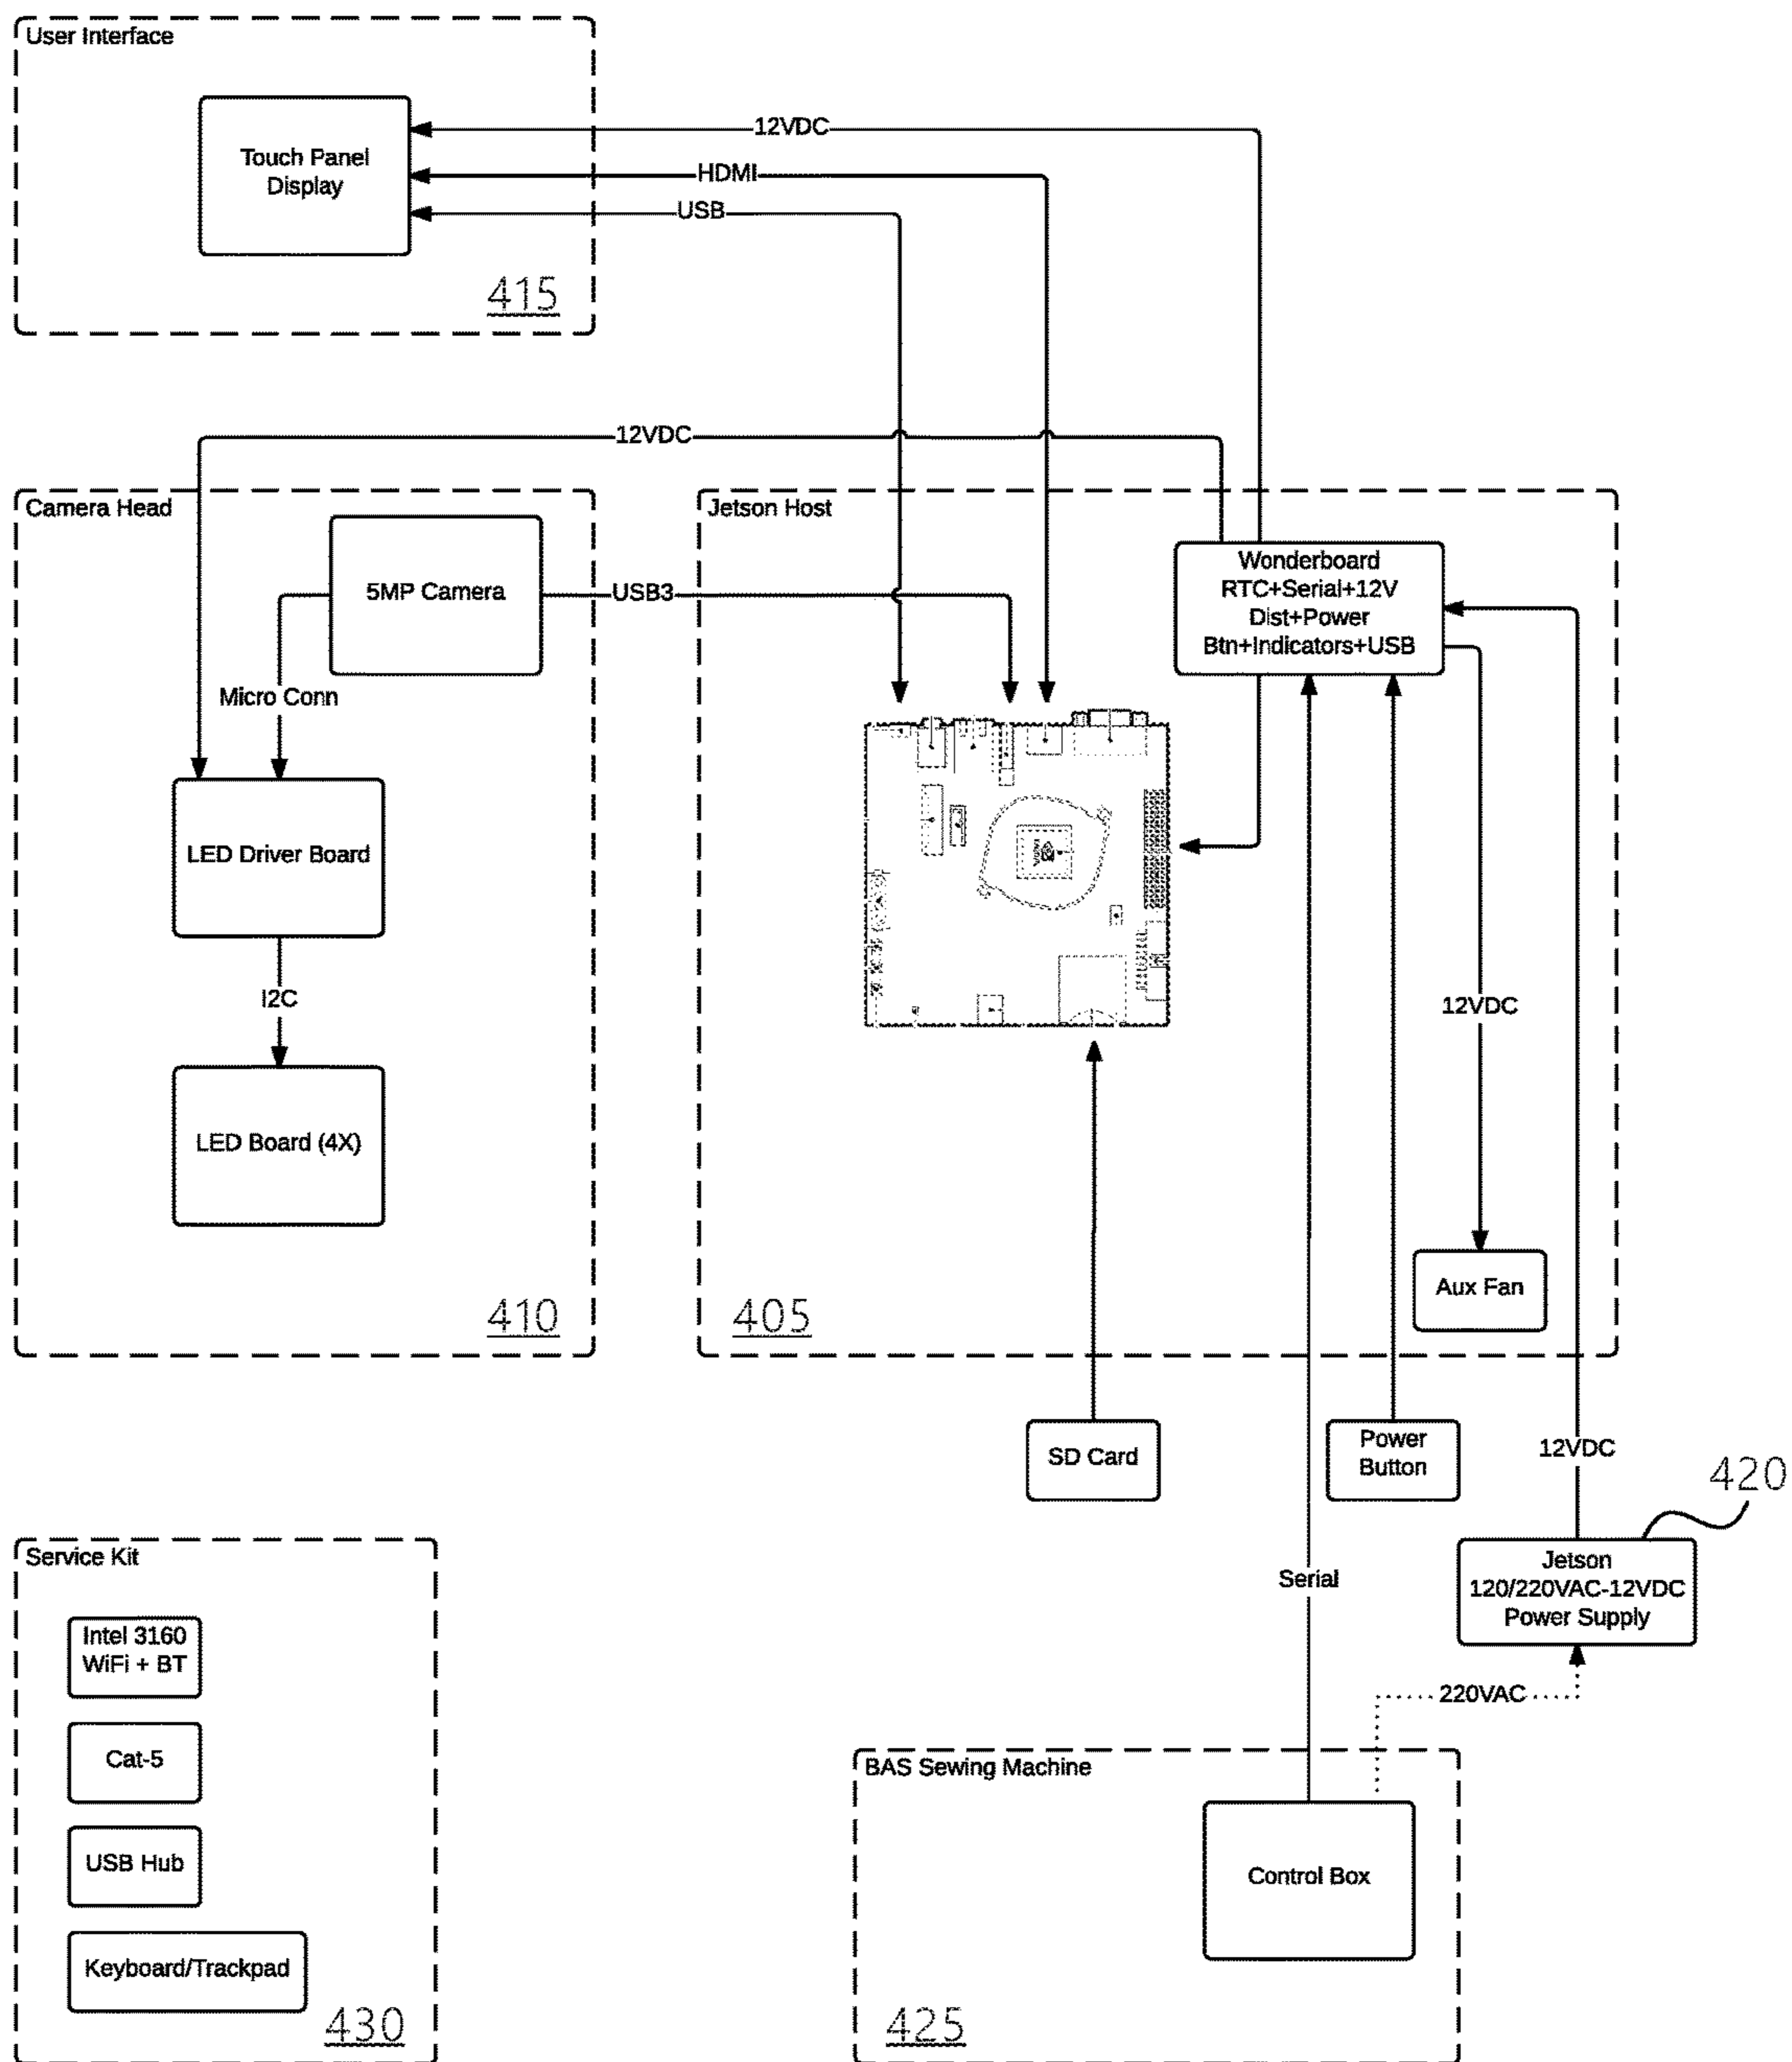 User Interface
Touch Panel
Display
12VDC
HDMI
USB
415
12VDC
Camera Head
5MP Camera
USB3
Micro Conn
LED Driver Board
I2C
LED Board (4X)
410
Jetson Host
Wonderboard
RTC+Serial+12V
Dist+Power
Btn+Indicators+USB
12VDC
Aux Fan
405
SD Card
Power
Button
12VDC
420
Jetson
120/220VAC-12VDC
Power Supply
Serial
220VAC
Service Kit
Intel 3160
WiFi + BT
Cat-5
USB Hub
Keyboard/Trackpad
430
BAS Sewing Machine
Control Box
425